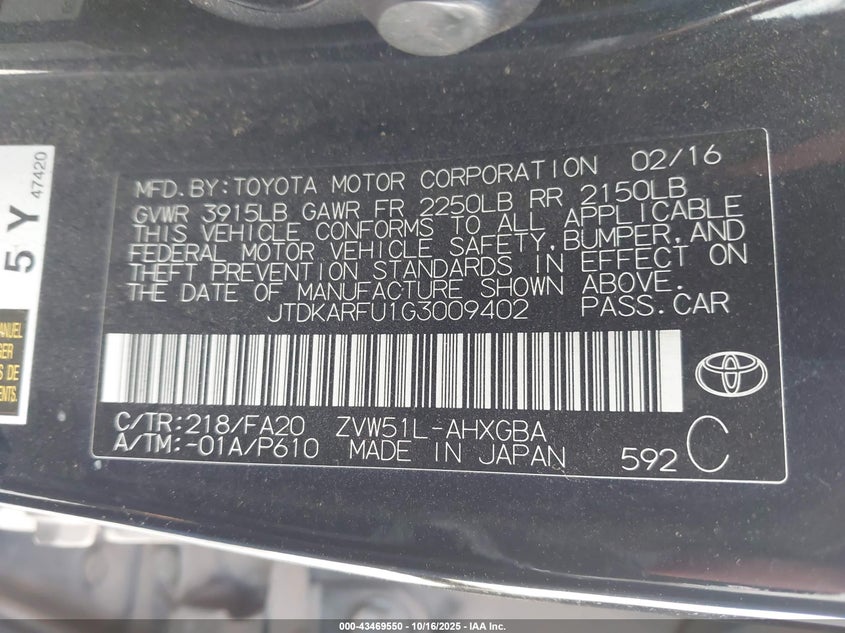 MFD. BY: TOYOTA MOTOR CORPORATION 02/16
GVWR 3915LB GAWR FR 2250LB RR 2150LB
THIS VEHICLE CONFORMS TO ALL APPLICABLE
FEDERAL MOTOR VEHICLE SAFETY, BUMPER, AND
THEFT PREVENTION STANDARDS IN EFFECT ON
THE DATE OF MANUFACTURE SHOWN ABOVE.
JTDKARFU1G3009402 PASS. CAR
C/TR: 218/FA20 ZVW51L-AHXGBA
A/TM: -01A/P610 MADE IN JAPAN 592 C
5 Y
47420
MANUEL
DE
000-43469550 - 10/16/2025 - IAA Inc.